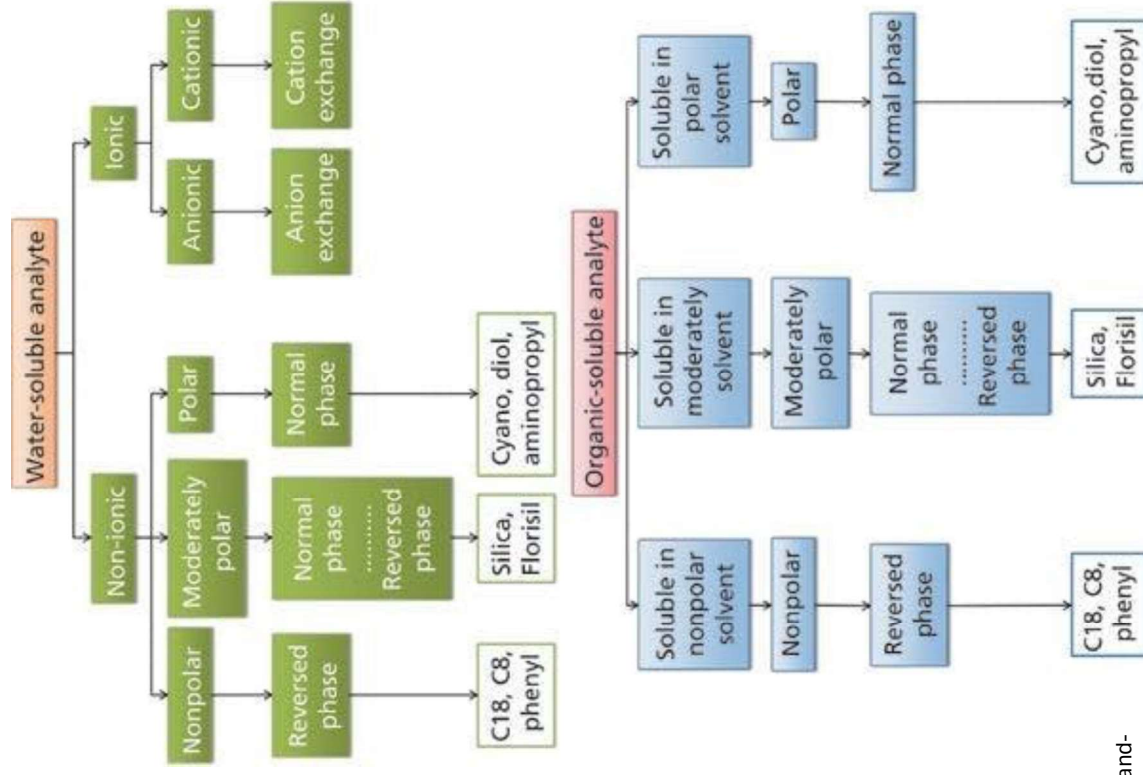 Water-soluble analyte
Non-ionic
Ionic
Nonpolar
Moderately
polar
Polar
Anionic
Cationic
Reversed
phase
Normal
phase
.........
Reversed
phase
Normal
phase
Anion
exchange
Cation
exchange
C18, C8,
phenyl
Silica,
Florisil
Cyano, diol,
aminopropyl
Organic-soluble analyte
Soluble in
nonpolar
solvent
Soluble in
moderately
solvent
Soluble in
polar
solvent
Nonpolar
Moderately
polar
Polar
Reversed
phase
Normal
phase
.........
Reversed
phase
Normal phase
C18, C8,
phenyl
Silica,
Florisil
Cyano,diol,
aminopropyl
and-